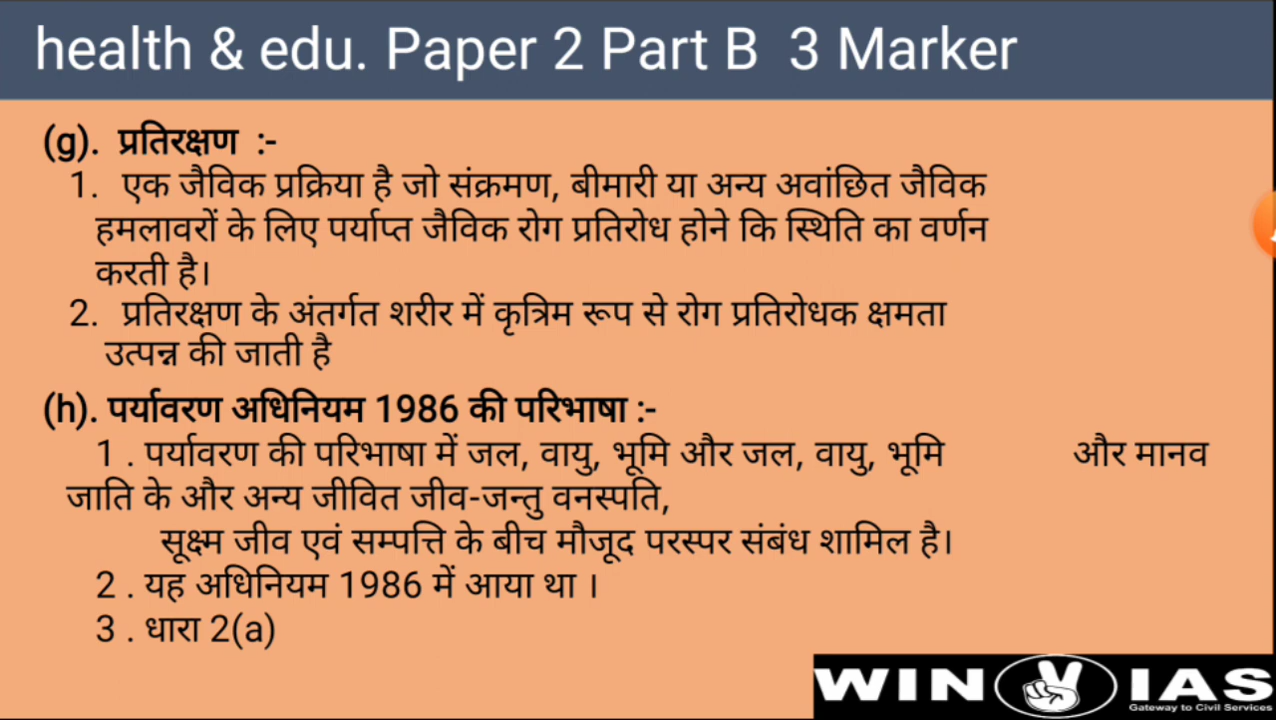 health & edu. Paper 2 Part B 3 Marker
(g). प्रतिरक्षण :-
1. एक जैविक प्रक्रिया है जो संक्रमण, बीमारी या अन्य अवांछित जैविक
हमलावरों के लिए पर्याप्त जैविक रोग प्रतिरोध होने कि स्थिति का वर्णन
करती है।
2. प्रतिरक्षण के अंतर्गत शरीर में कृत्रिम रूप से रोग प्रतिरोधक क्षमता
उत्पन्न की जाती है
(h). पर्यावरण अधिनियम 1986 की परिभाषा :-
1 . पर्यावरण की परिभाषा में जल, वायु, भूमि और जल, वायु, भूमि और मानव
जाति के और अन्य जीवित जीव-जन्तु वनस्पति,
सूक्ष्म जीव एवं सम्पत्ति के बीच मौजूद परस्पर संबंध शामिल है।
2 . यह अधिनियम 1986 में आया था ।
3 . धारा 2(a)
WIN IAS
Gateway to Civil Services